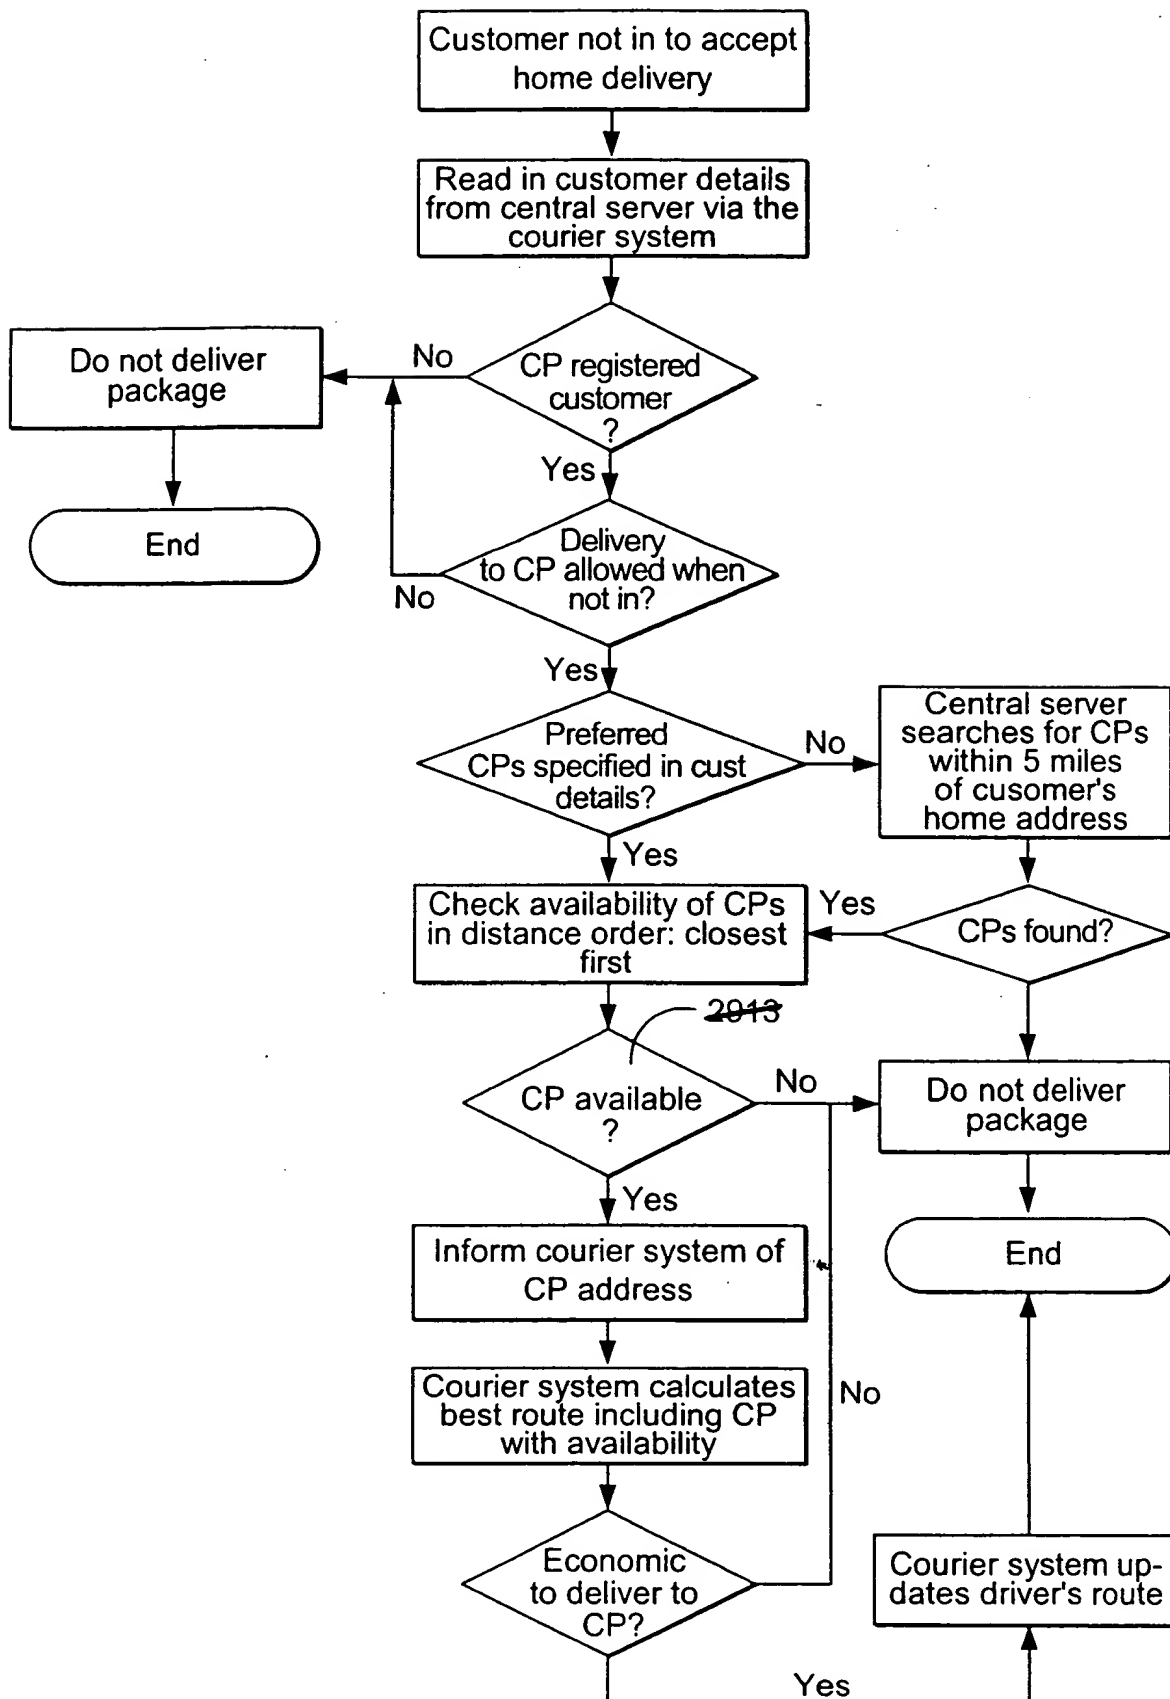 Customer not in to accept
home delivery
Read in customer details
from central server via the
courier system
CP registered
customer
?
No
Do not deliver
package
End
Yes
Delivery
to CP allowed when
not in?
No
Yes
Preferred
CPs specified in cust
details?
No
Central server
searches for CPs
within 5 miles
of cusomer's
home address
Yes
Check availability of CPs
in distance order: closest
first
Yes
CPs found?
2913
CP available
?
No
Do not deliver
package
End
Yes
Inform courier system of
CP address
Courier system calculates
best route including CP
with availability
No
Economic
to deliver to
CP?
Courier system up-
dates driver's route
Yes